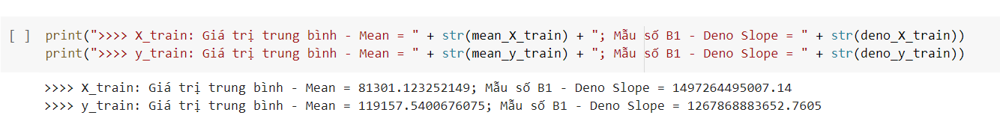 [ ] print(">>>> X_train: Giá trị trung bình - Mean = " + str(mean_X_train) + "; Mẫu số B1 - Deno Slope = " + str(deno_X_train))
print(">>>> y_train: Giá trị trung bình - Mean = " + str(mean_y_train) + "; Mẫu số B1 - Deno Slope = " + str(deno_y_train))
>>>> X_train: Giá trị trung bình - Mean = 81301.123252149; Mẫu số B1 - Deno Slope = 1497264495007.14
>>>> y_train: Giá trị trung bình - Mean = 119157.5400676075; Mẫu số B1 - Deno Slope = 1267868883652.7605